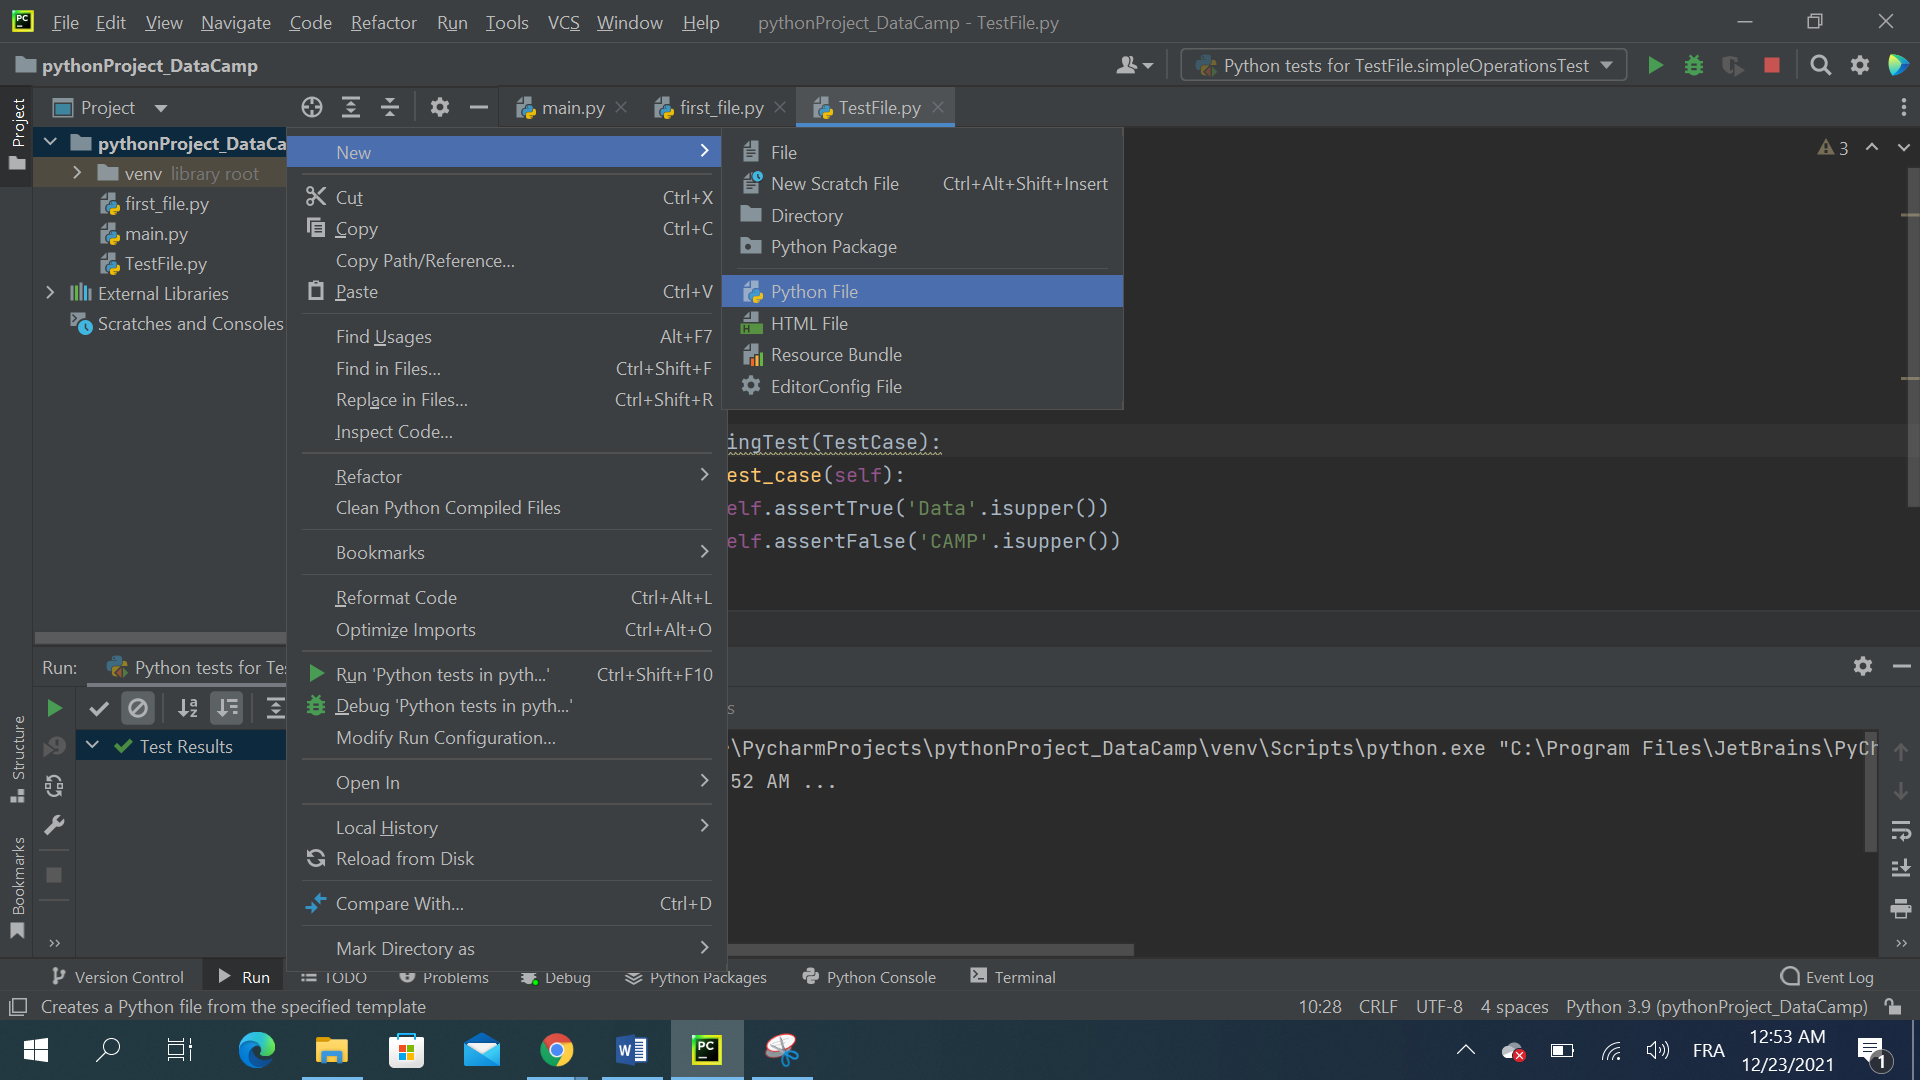 File Edit View Navigate Code Refactor Run Tools VCS Window Help pythonProject_DataCamp - TestFile.py
pythonProject_DataCamp
Python tests for TestFile.simpleOperationsTest
Project
Project
main.py
first_file.py
TestFile.py
pythonProject_DataCa
venv library root
first_file.py
main.py
TestFile.py
External Libraries
Scratches and Consoles
New
Cut Ctrl+X
Copy Ctrl+C
Copy Path/Reference...
Paste Ctrl+V
Find Usages Alt+F7
Find in Files... Ctrl+Shift+F
Replace in Files... Ctrl+Shift+R
Inspect Code...
Refactor
Clean Python Compiled Files
Bookmarks
Reformat Code Ctrl+Alt+L
Optimize Imports Ctrl+Alt+O
Run 'Python tests in pyth...' Ctrl+Shift+F10
Debug 'Python tests in pyth...'
Modify Run Configuration...
Open In
Local History
Reload from Disk
Compare With... Ctrl+D
Mark Directory as
File
New Scratch File Ctrl+Alt+Shift+Insert
Directory
Python Package
Python File
HTML File
Resource Bundle
EditorConfig File
3
ingTest(TestCase):
est_case(self):
elf.assertTrue('Data'.isupper())
elf.assertFalse('CAMP'.isupper())
Run: Python tests for Te
Test Results
s
\PycharmProjects\pythonProject_DataCamp\venv\Scripts\python.exe "C:\Program Files\JetBrains\PyCh
52 AM ...
Structure
Bookmarks
Version Control Run TODO Problems Debug Python Packages Python Console Terminal Event Log
Creates a Python file from the specified template
10:28 CRLF UTF-8 4 spaces Python 3.9 (pythonProject_DataCamp)
FRA
12:53 AM
12/23/2021
1